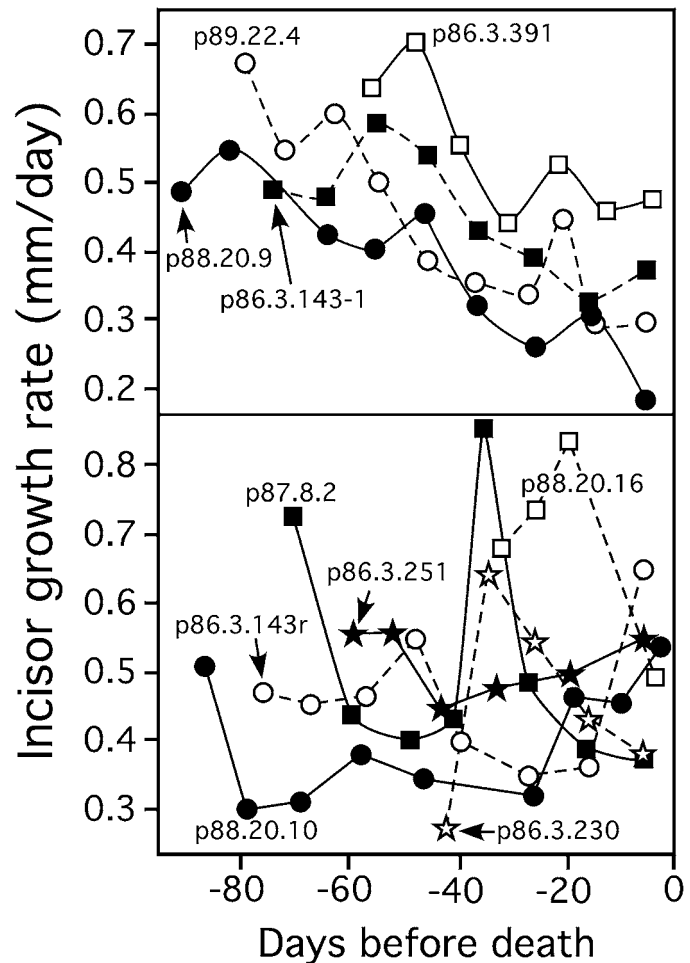 Incisor growth rate (mm/day)
0.7
0.6
0.5
0.4
0.3
0.2
p89.22.4
p86.3.391
p88.20.9
p86.3.143-1
0.8
0.7
0.6
0.5
0.4
0.3
p87.8.2
p88.20.16
p86.3.251
p86.3.143r
p88.20.10
p86.3.230
-80
-60
-40
-20
0
Days before death